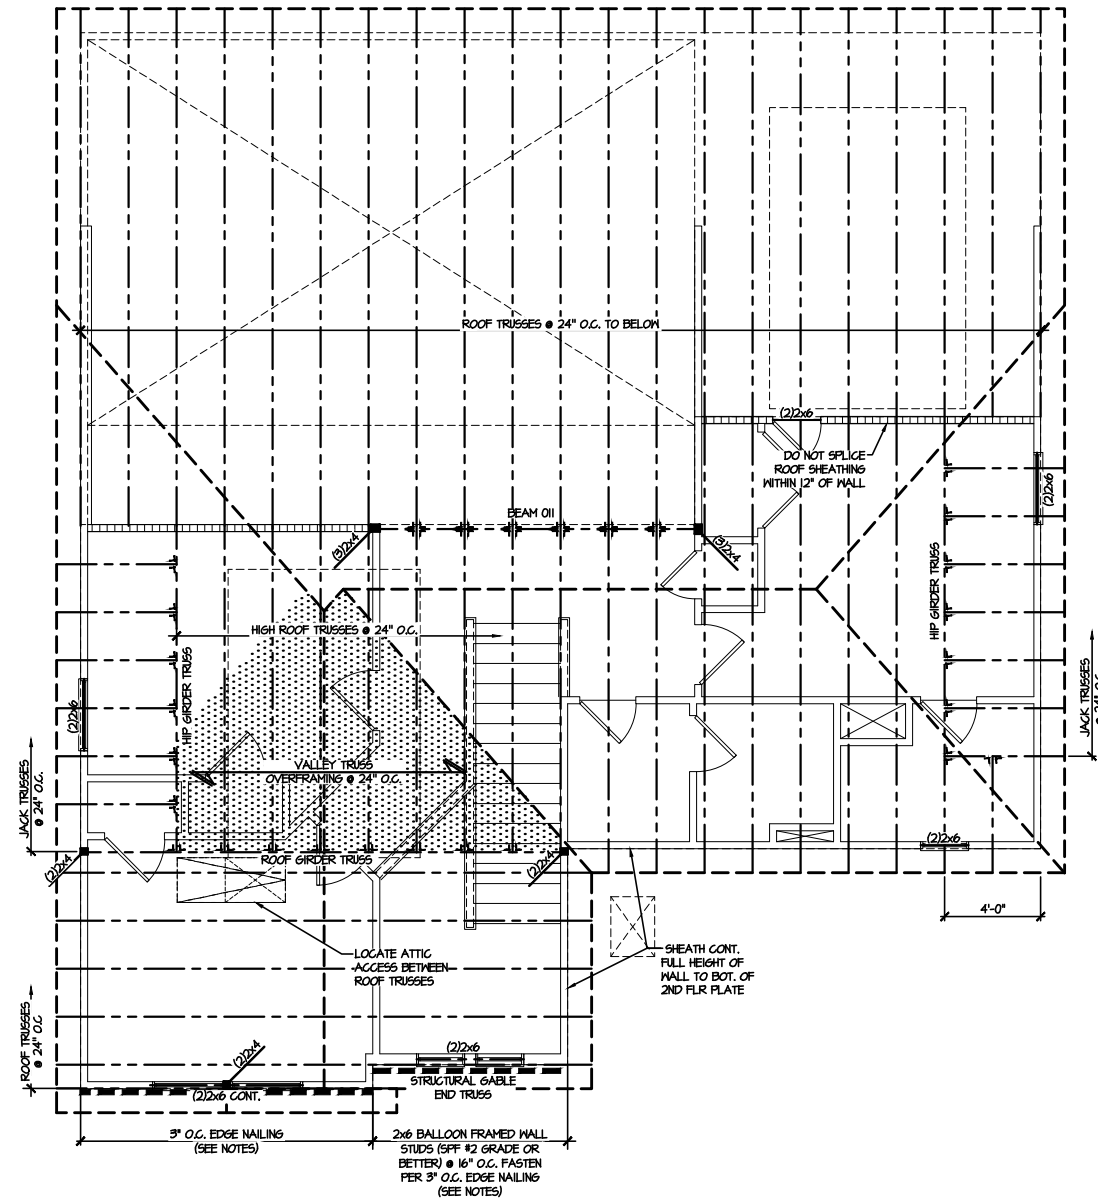 ROOF TRUSSES @ 24" O.C. TO BELOW
(2)2x6
DO NOT SPLICE
ROOF SHEATHING
WITHIN 12" OF WALL
(2)2x6
BEAM 011
(3)2x4
(3)2x4
HIP GIRDER TRUSS
HIGH ROOF TRUSSES @ 24" O.C.
HIP GIRDER TRUSS
(2)2x6
JACK TRUSSES
@ 24" O.C.
VALLEY TRUSS
OVERFRAMING @ 24" O.C.
JACK TRUSSES
@ 24" O.C.
ROOF GIRDER TRUSS
(2)2x4
(2)2x4
(2)2x6
4'-0"
LOCATE ATTIC
ACCESS BETWEEN
ROOF TRUSSES
SHEATH CONT.
FULL HEIGHT OF
WALL TO BOT. OF
2ND FLR PLATE
ROOF TRUSSES
@ 24" O.C
(2)2x4
(2)2x6
(2)2x6 CONT.
STRUCTURAL GABLE
END TRUSS
3" O.C. EDGE NAILING
(SEE NOTES)
2x6 BALLOON FRAMED WALL
STUDS (SPF #2 GRADE OR
BETTER) @ 16" O.C. FASTEN
PER 3" O.C. EDGE NAILING
(SEE NOTES)